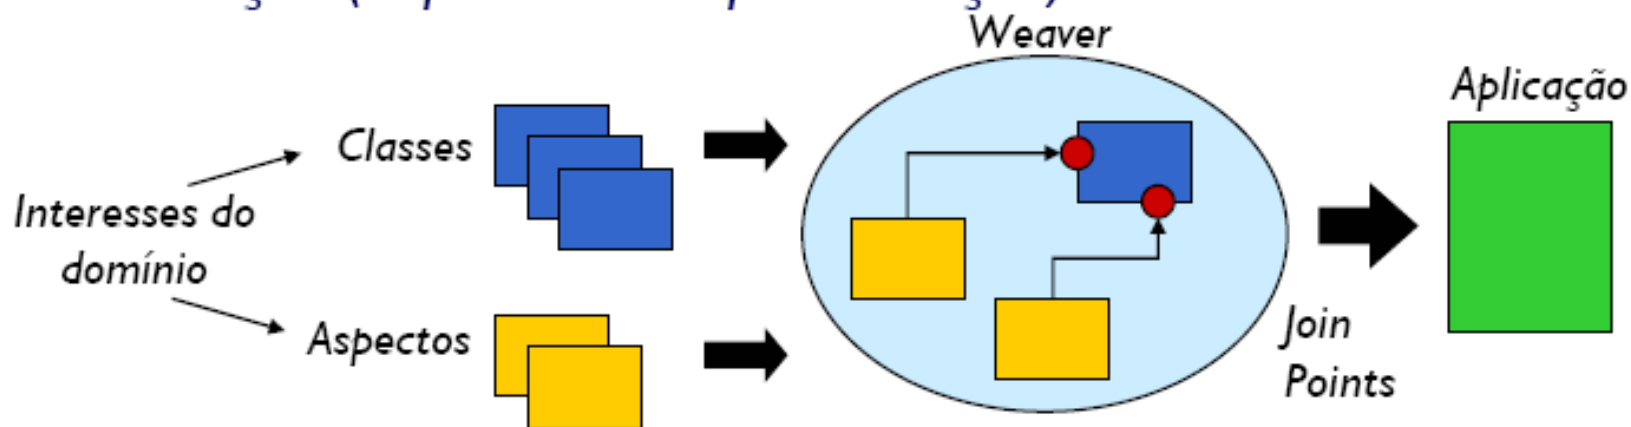 Weaver
Aplicação
Classes
Interesses do
domínio
Aspectos
Join
Points